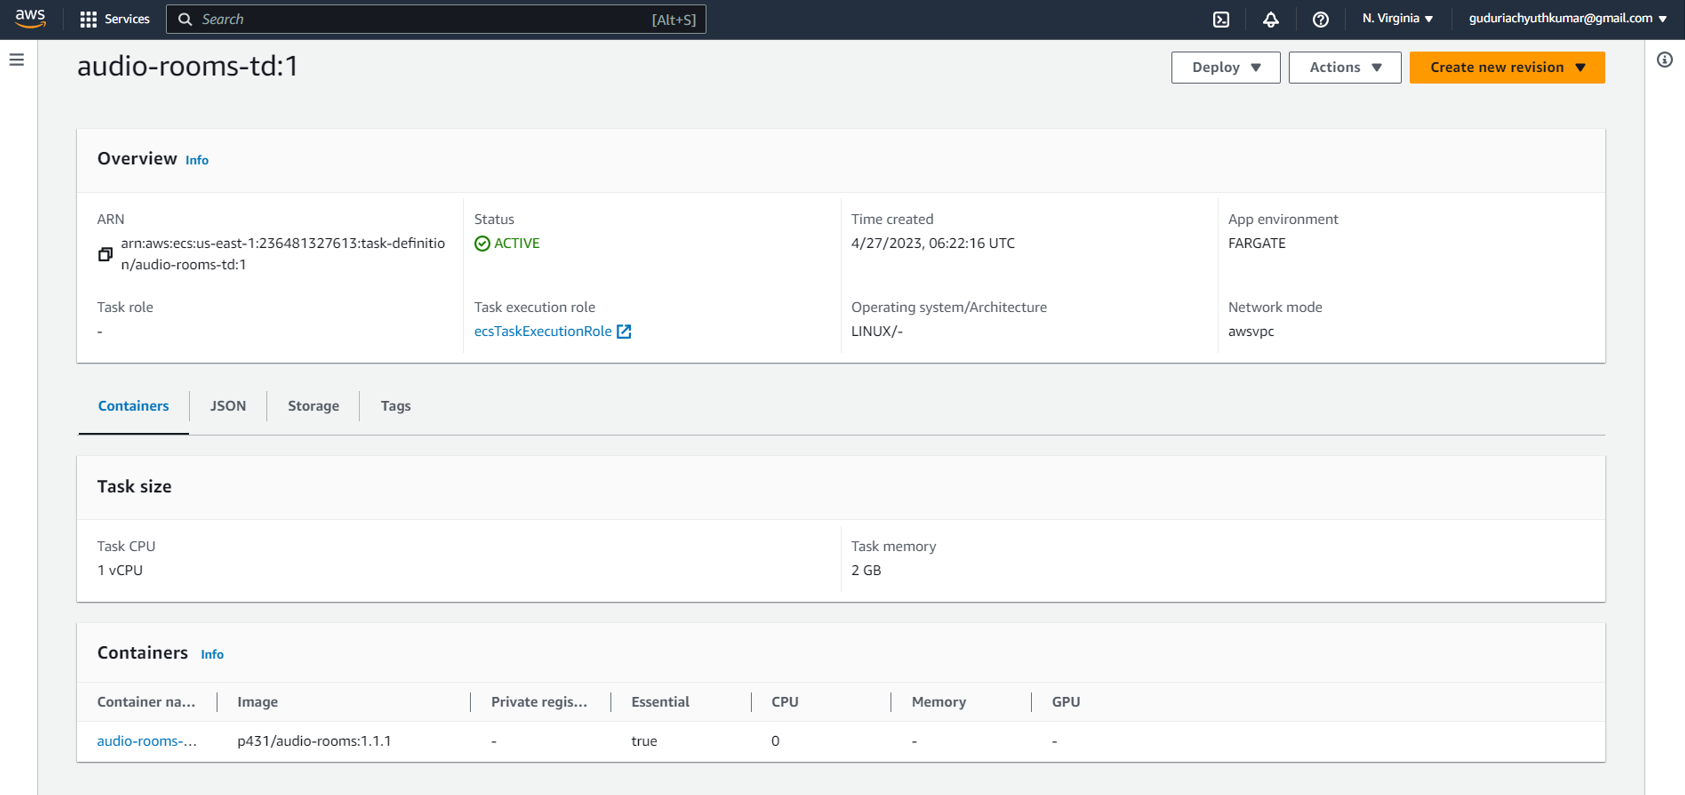 aws Services Search [Alt+S] N. Virginia guduriachyuthkumar@gmail.com
audio-rooms-td:1
Deploy Actions Create new revision
Overview Info
ARN
arn:aws:ecs:us-east-1:236481327613:task-definitio
n/audio-rooms-td:1
Status
ACTIVE
Time created
4/27/2023, 06:22:16 UTC
App environment
FARGATE
Task role
-
Task execution role
ecsTaskExecutionRole
Operating system/Architecture
LINUX/-
Network mode
awsvpc
Containers JSON Storage Tags
Task size
Task CPU
1 vCPU
Task memory
2 GB
Containers Info
Container na... Image Private regis... Essential CPU Memory GPU
audio-rooms-... p431/audio-rooms:1.1.1 - true 0 - -